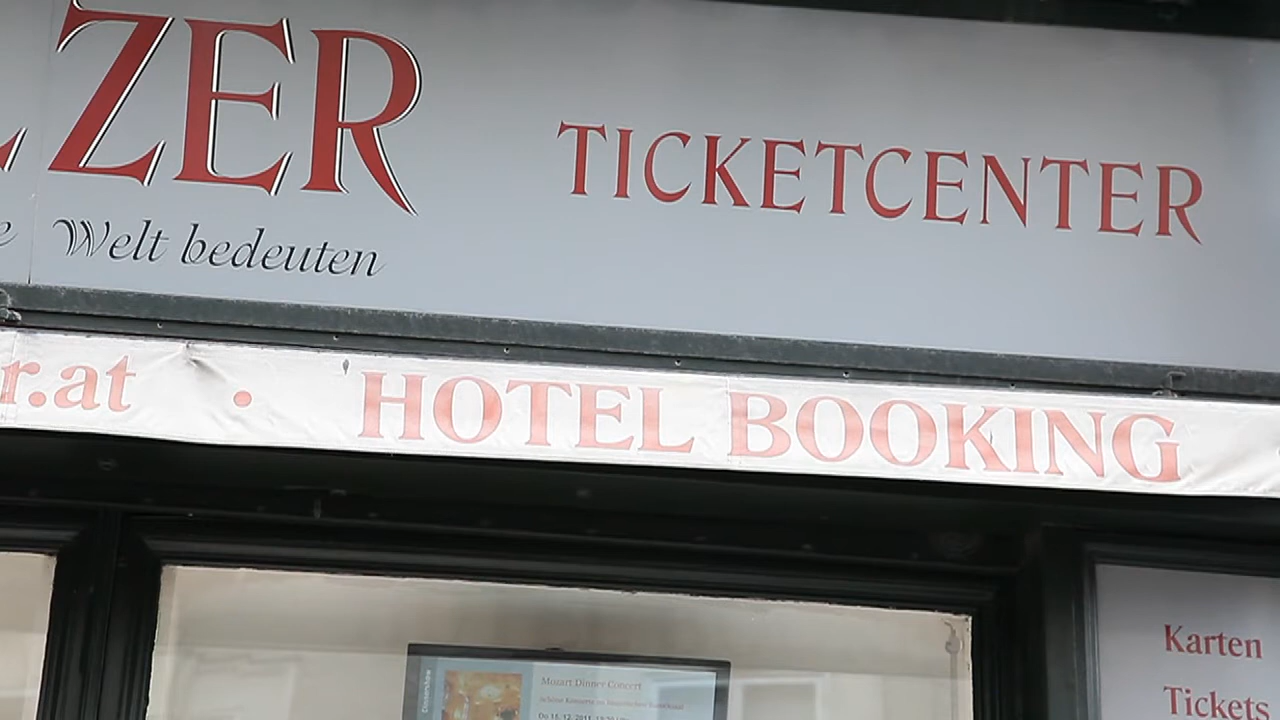 ZER
TICKETCENTER
Welt bedeuten
r.at • HOTEL BOOKING
Karten
Tickets
Mozart Dinner Concert